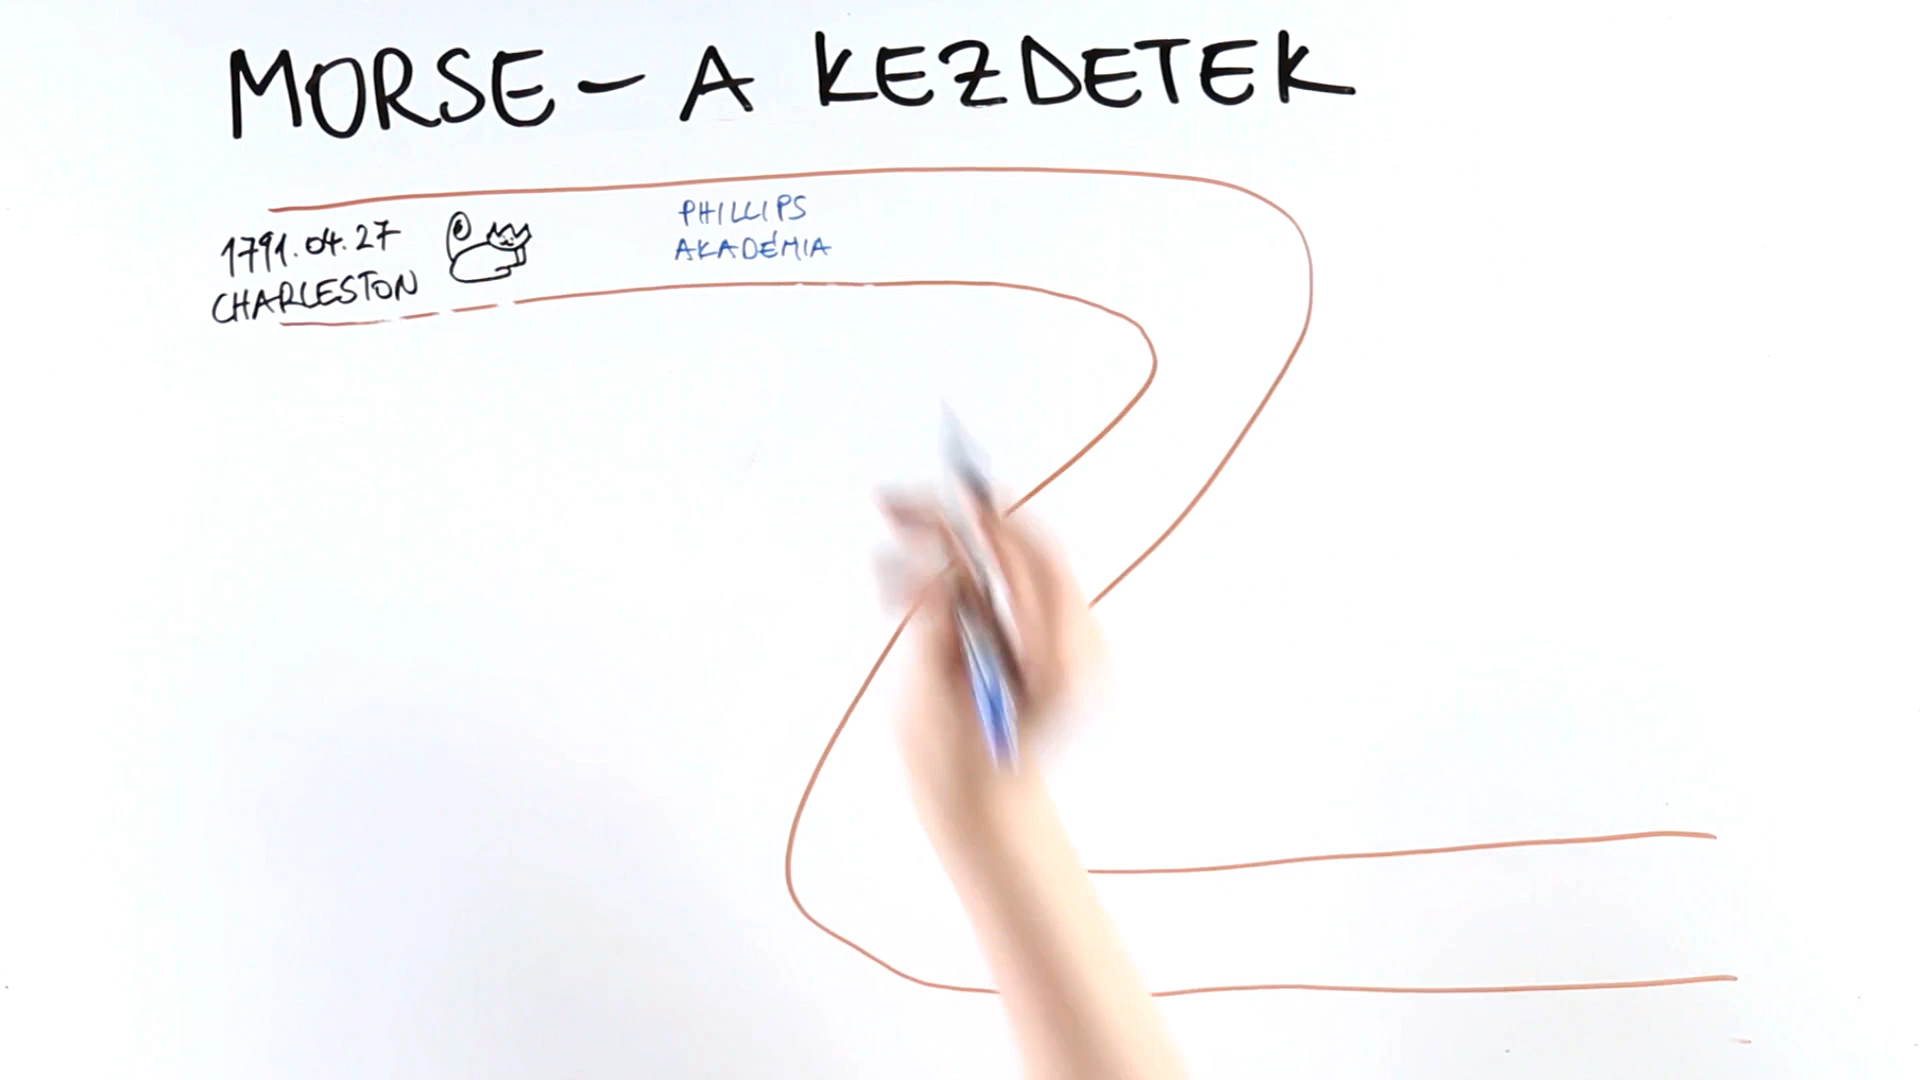 MORSE – A KEZDETEK
1791.04.27
CHARLESTON
PHILLIPS
AKADÉMIA